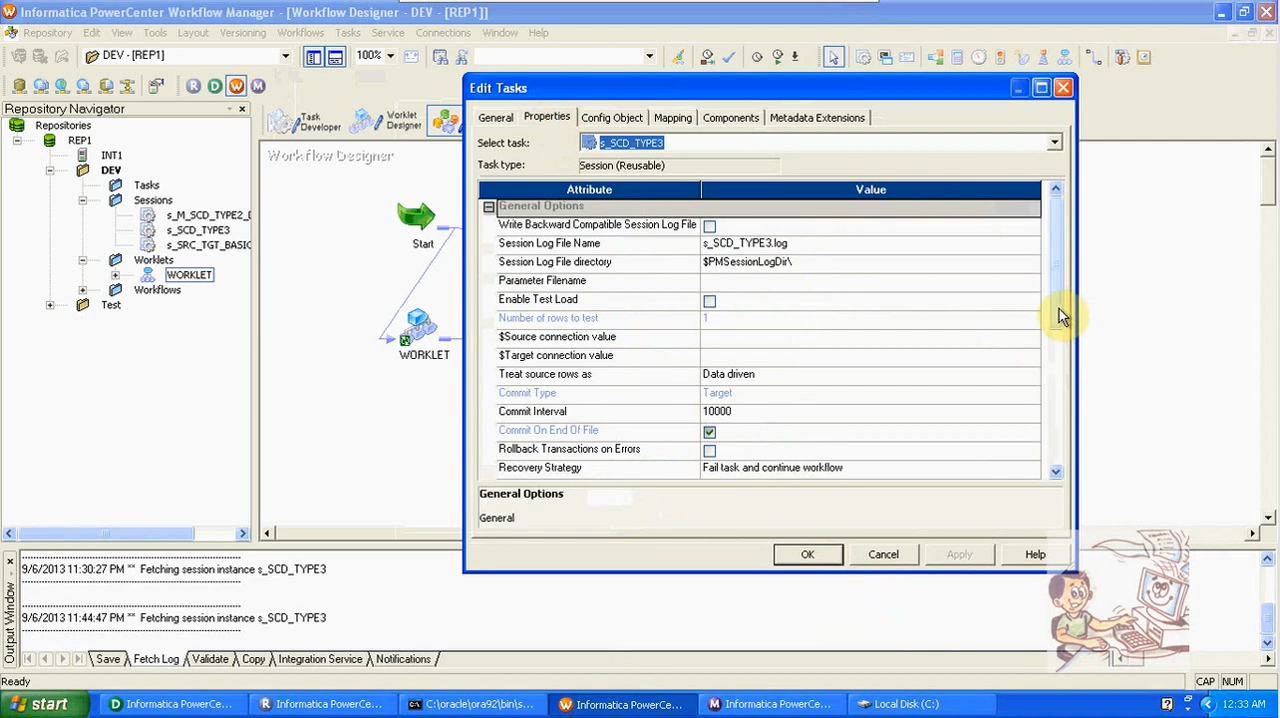 Informatica PowerCenter Workflow Manager - [Workflow Designer - DEV - [REP1]]
Repository Edit View Tools Layout Versioning Workflows Tasks Service Connections Window Help
DEV - [REP1] 100%
R D W M
Repository Navigator
Repositories
REP1
INT1
DEV
Tasks
Sessions
s_M_SCD_TYPE2_D
s_SCD_TYPE3
s_SRC_TGT_BASIC
Worklets
WORKLET
Workflows
Test
Task Developer
Worklet Designer
Workflow Designer
Start
WORKLET
Edit Tasks
General Properties Config Object Mapping Components Metadata Extensions
Select task: s_SCD_TYPE3
Task type: Session (Reusable)
Attribute Value
General Options
Write Backward Compatible Session Log File
Session Log File Name s_SCD_TYPE3.log
Session Log File directory $PMSessionLogDir\
Parameter Filename
Enable Test Load
Number of rows to test 1
$Source connection value
$Target connection value
Treat source rows as Data driven
Commit Type Target
Commit Interval 10000
Commit On End Of File
Rollback Transactions on Errors
Recovery Strategy Fail task and continue workflow
General Options
General
OK Cancel Apply Help
9/6/2013 11:30:27 PM ** Fetching session instance s_SCD_TYPE3
9/6/2013 11:44:47 PM ** Fetching session instance s_SCD_TYPE3
Output Window
Save Fetch Log Validate Copy Integration Service Notifications
Ready CAP NUM
start Informatica PowerCe... Informatica PowerCe... C:\oracle\ora92\bin\s... Informatica PowerCe... Informatica PowerCe... Local Disk (C:) 12:33 AM